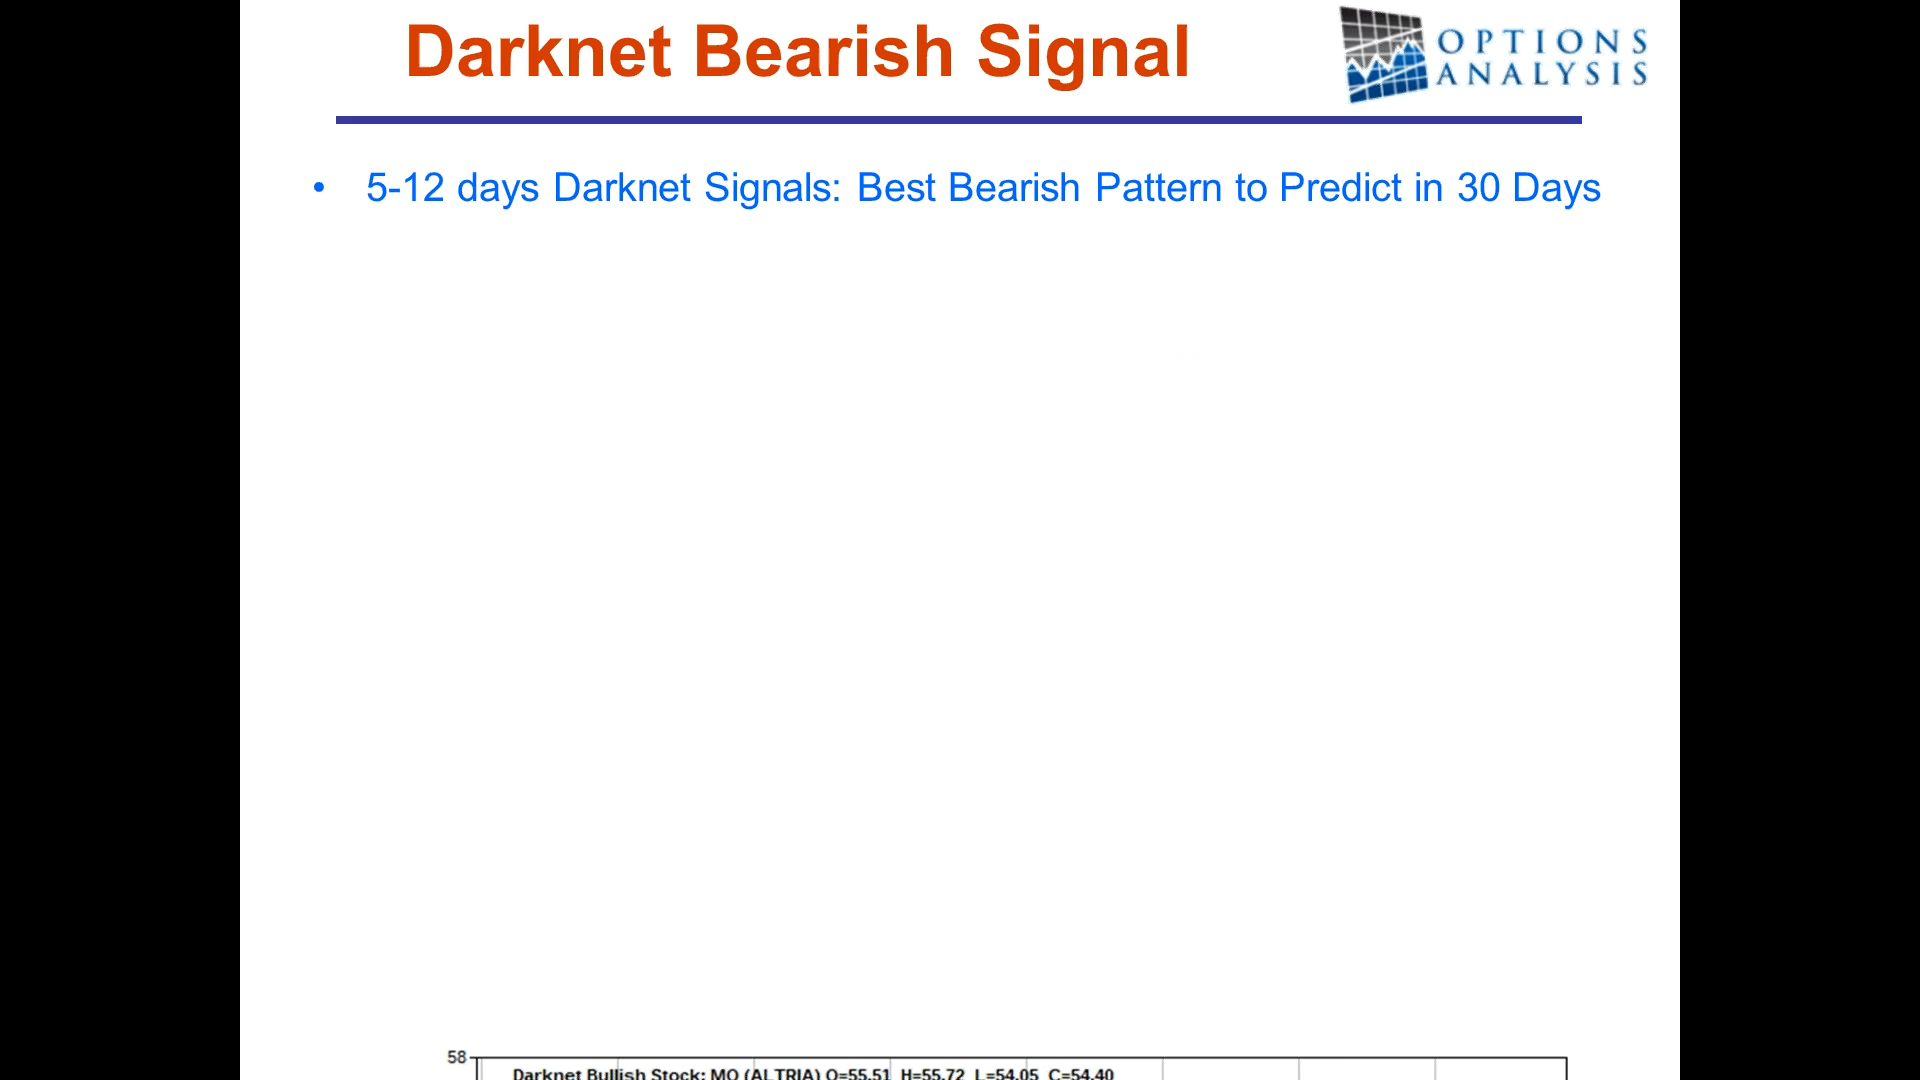 Darknet Bearish Signal
OPTIONS
ANALYSIS
• 5-12 days Darknet Signals: Best Bearish Pattern to Predict in 30 Days
58
Darknet Bullish Stock: MO (ALTRIA) O=55.51 H=55.72 L=54.05 C=54.40